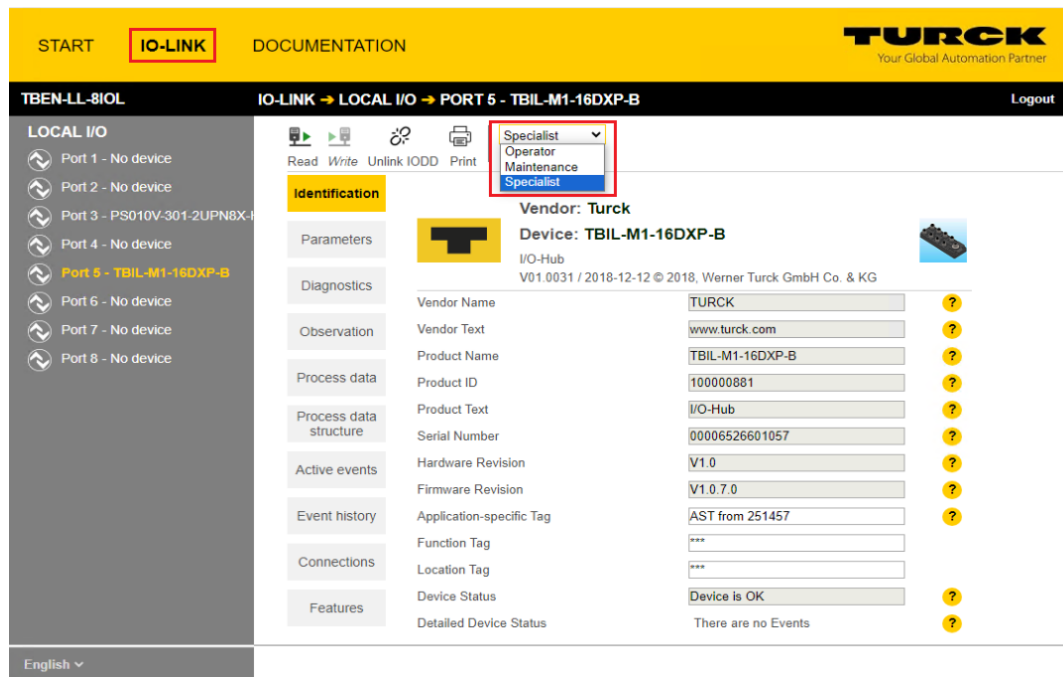 START IO-LINK DOCUMENTATION
TURCK
Your Global Automation Partner
TBEN-LL-8IOL
IO-LINK ➔ LOCAL I/O ➔ PORT 5 - TBIL-M1-16DXP-B
Logout
LOCAL I/O
Port 1 - No device
Port 2 - No device
Port 3 - PS010V-301-2UPN8X-
Port 4 - No device
Port 5 - TBIL-M1-16DXP-B
Port 6 - No device
Port 7 - No device
Port 8 - No device
English
Read Write Unlink IODD Print
Specialist
Operator
Maintenance
Specialist
Identification
Parameters
Diagnostics
Observation
Process data
Process data
structure
Active events
Event history
Connections
Features
Vendor: Turck
Device: TBIL-M1-16DXP-B
I/O-Hub
V01.0031 / 2018-12-12 © 2018, Werner Turck GmbH Co. & KG
Vendor Name TURCK ?
Vendor Text www.turck.com ?
Product Name TBIL-M1-16DXP-B ?
Product ID 100000881 ?
Product Text I/O-Hub ?
Serial Number 00006526601057 ?
Hardware Revision V1.0 ?
Firmware Revision V1.0.7.0 ?
Application-specific Tag AST from 251457 ?
Function Tag ***
Location Tag ***
Device Status Device is OK ?
Detailed Device Status There are no Events ?